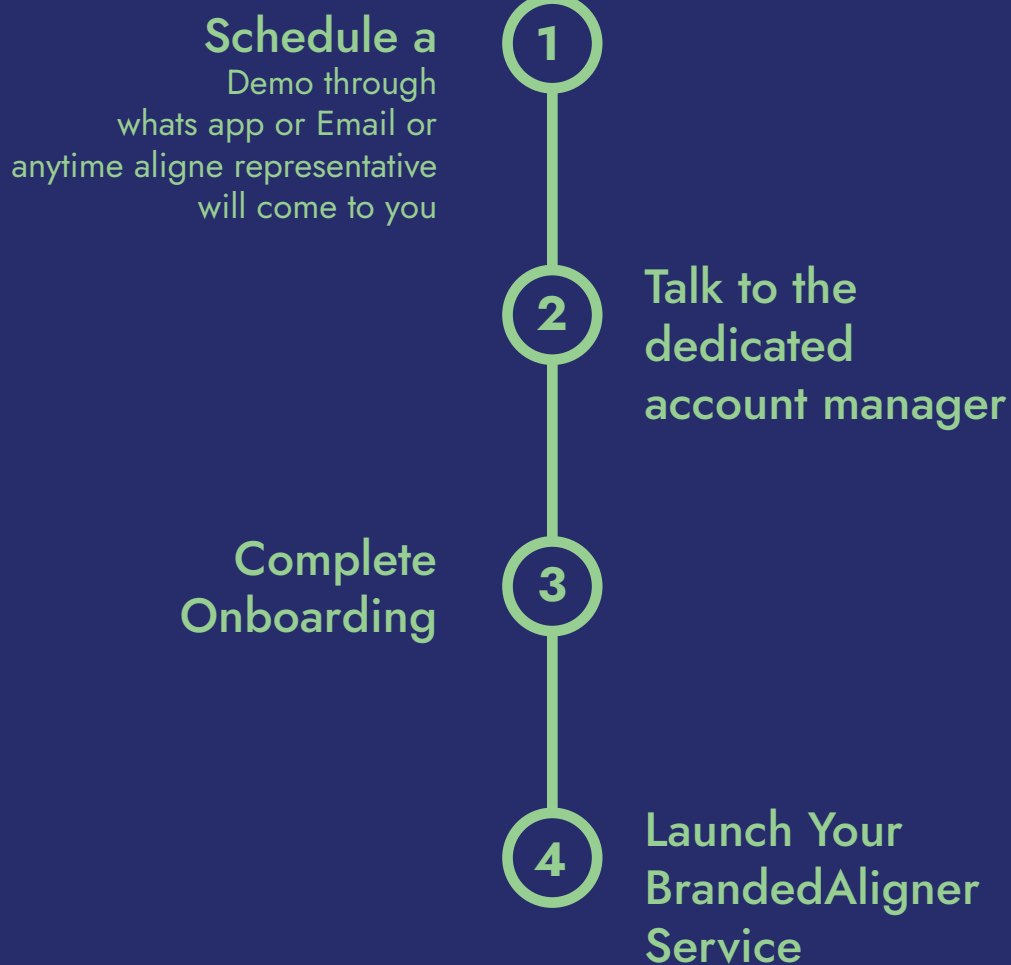 1
Schedule a
Demo through
whats app or Email or
anytime aligne representative
will come to you
2
Talk to the
dedicated
account manager
3
Complete
Onboarding
4
Launch Your
BrandedAligner
Service